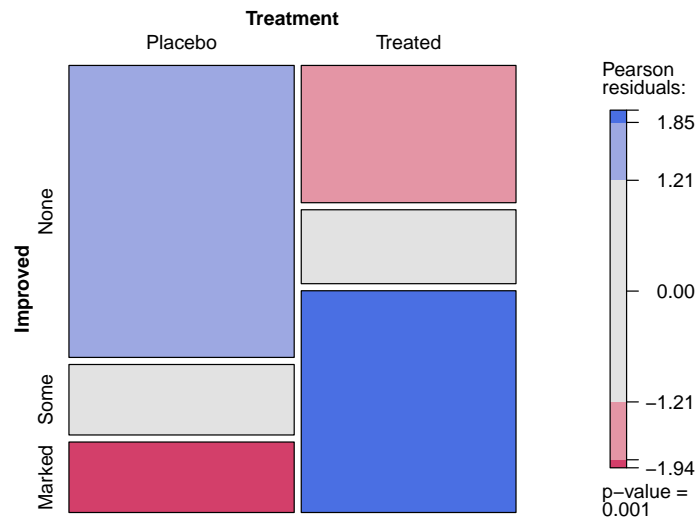 Treatment
Placebo
Treated
Improved
None
Some
Marked
Pearson
residuals:
1.85
1.21
0.00
−1.21
−1.94
p−value =
0.001